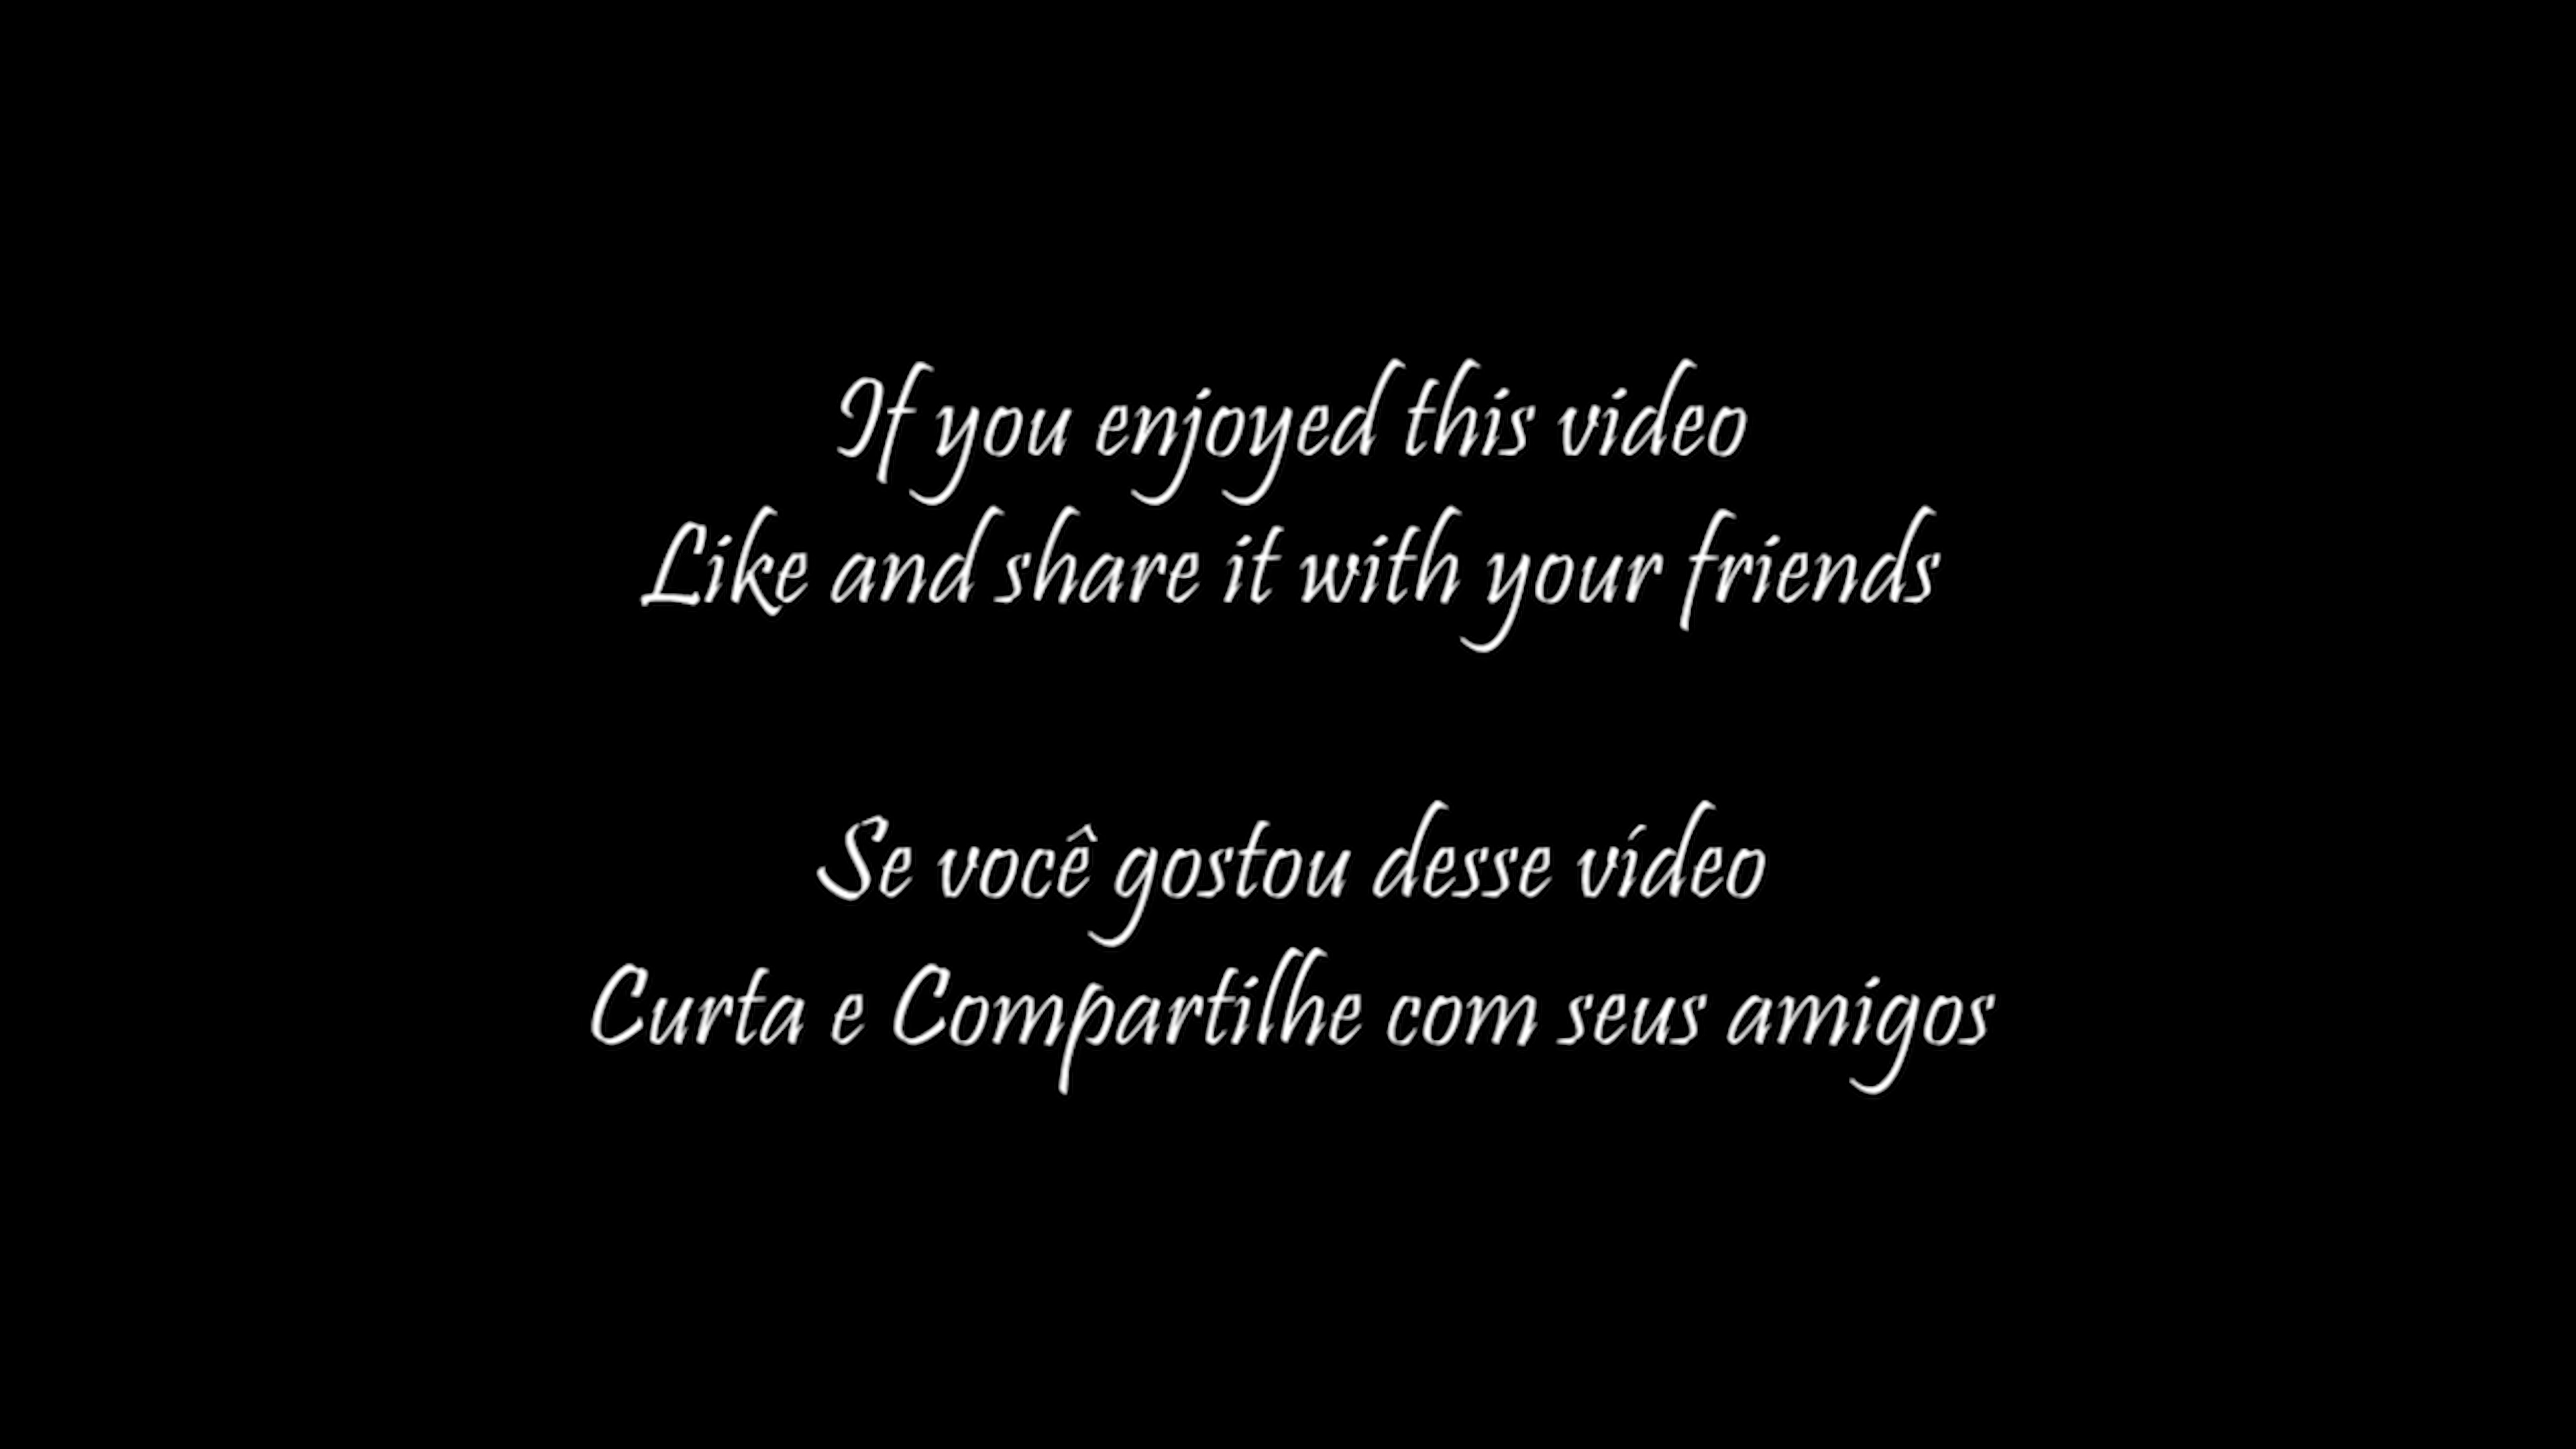 If you enjoyed this video
Like and share it with your friends
Se você gostou desse vídeo
Curta e Compartilhe com seus amigos